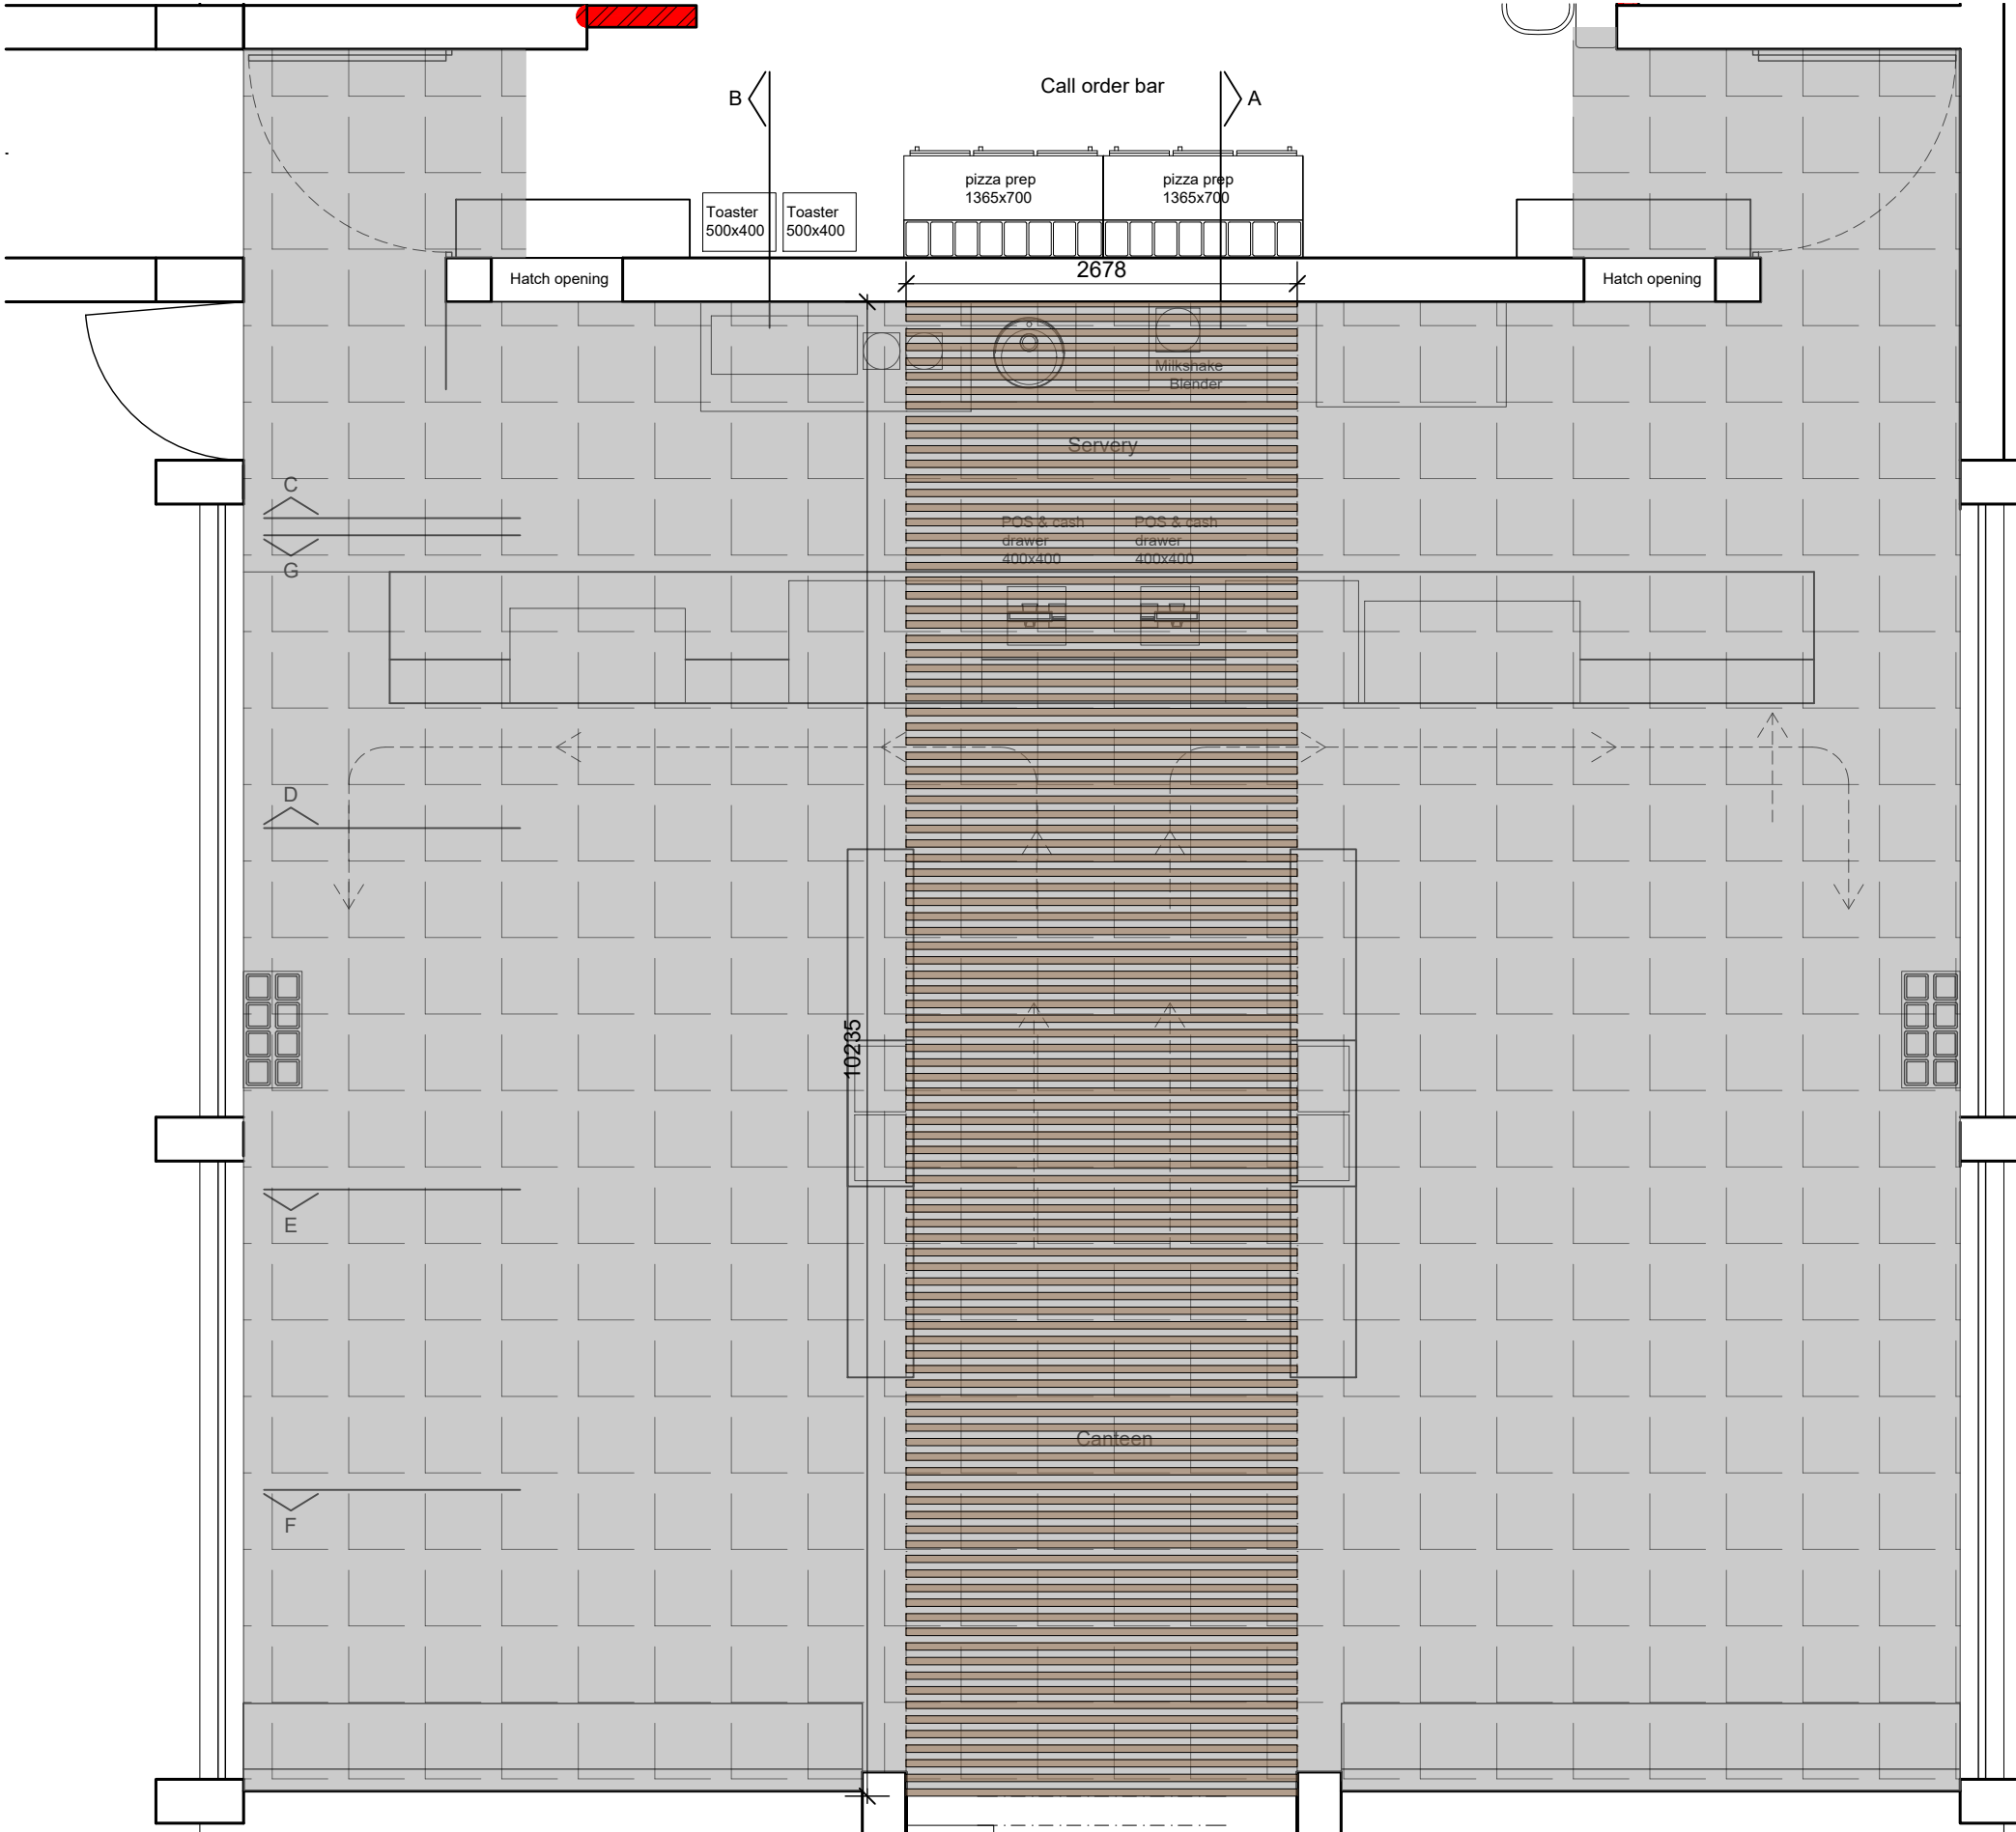 Call order bar
B
A
pizza prep
1365x700
pizza prep
1365x700
Toaster
500x400
Toaster
500x400
2678
Hatch opening
Hatch opening
Milkshake
Blender
Servery
C
G
POS & cash
drawer
400x400
POS & cash
drawer
400x400
D
10235
E
Canteen
F